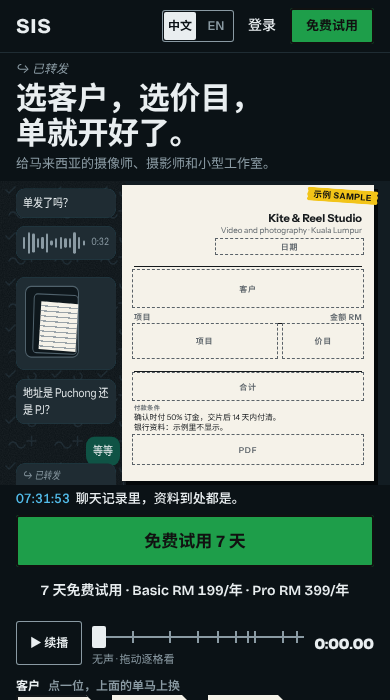 SIS
中文
EN
登录
免费试用
↪ 已转发
选客户，选价目，
单就开好了。
给马来西亚的摄像师、摄影师和小型工作室。
单发了吗？
0:32
地址是 Puchong 还
是 PJ？
等等
↪ 已转发
示例 SAMPLE
Kite & Reel Studio
Video and photography · Kuala Lumpur
日期
客户
项目
金额 RM
项目
价目
合计
付款条件
确认时付 50% 订金，交片后 14 天内付清。
银行资料：示例里不显示。
PDF
07:31:53 聊天记录里，资料到处都是。
免费试用 7 天
7 天免费试用 · Basic RM 199/年 · Pro RM 399/年
▶ 续播
0:00.00
无声 · 拖动逐格看
客户 点一位，上面的单马上换